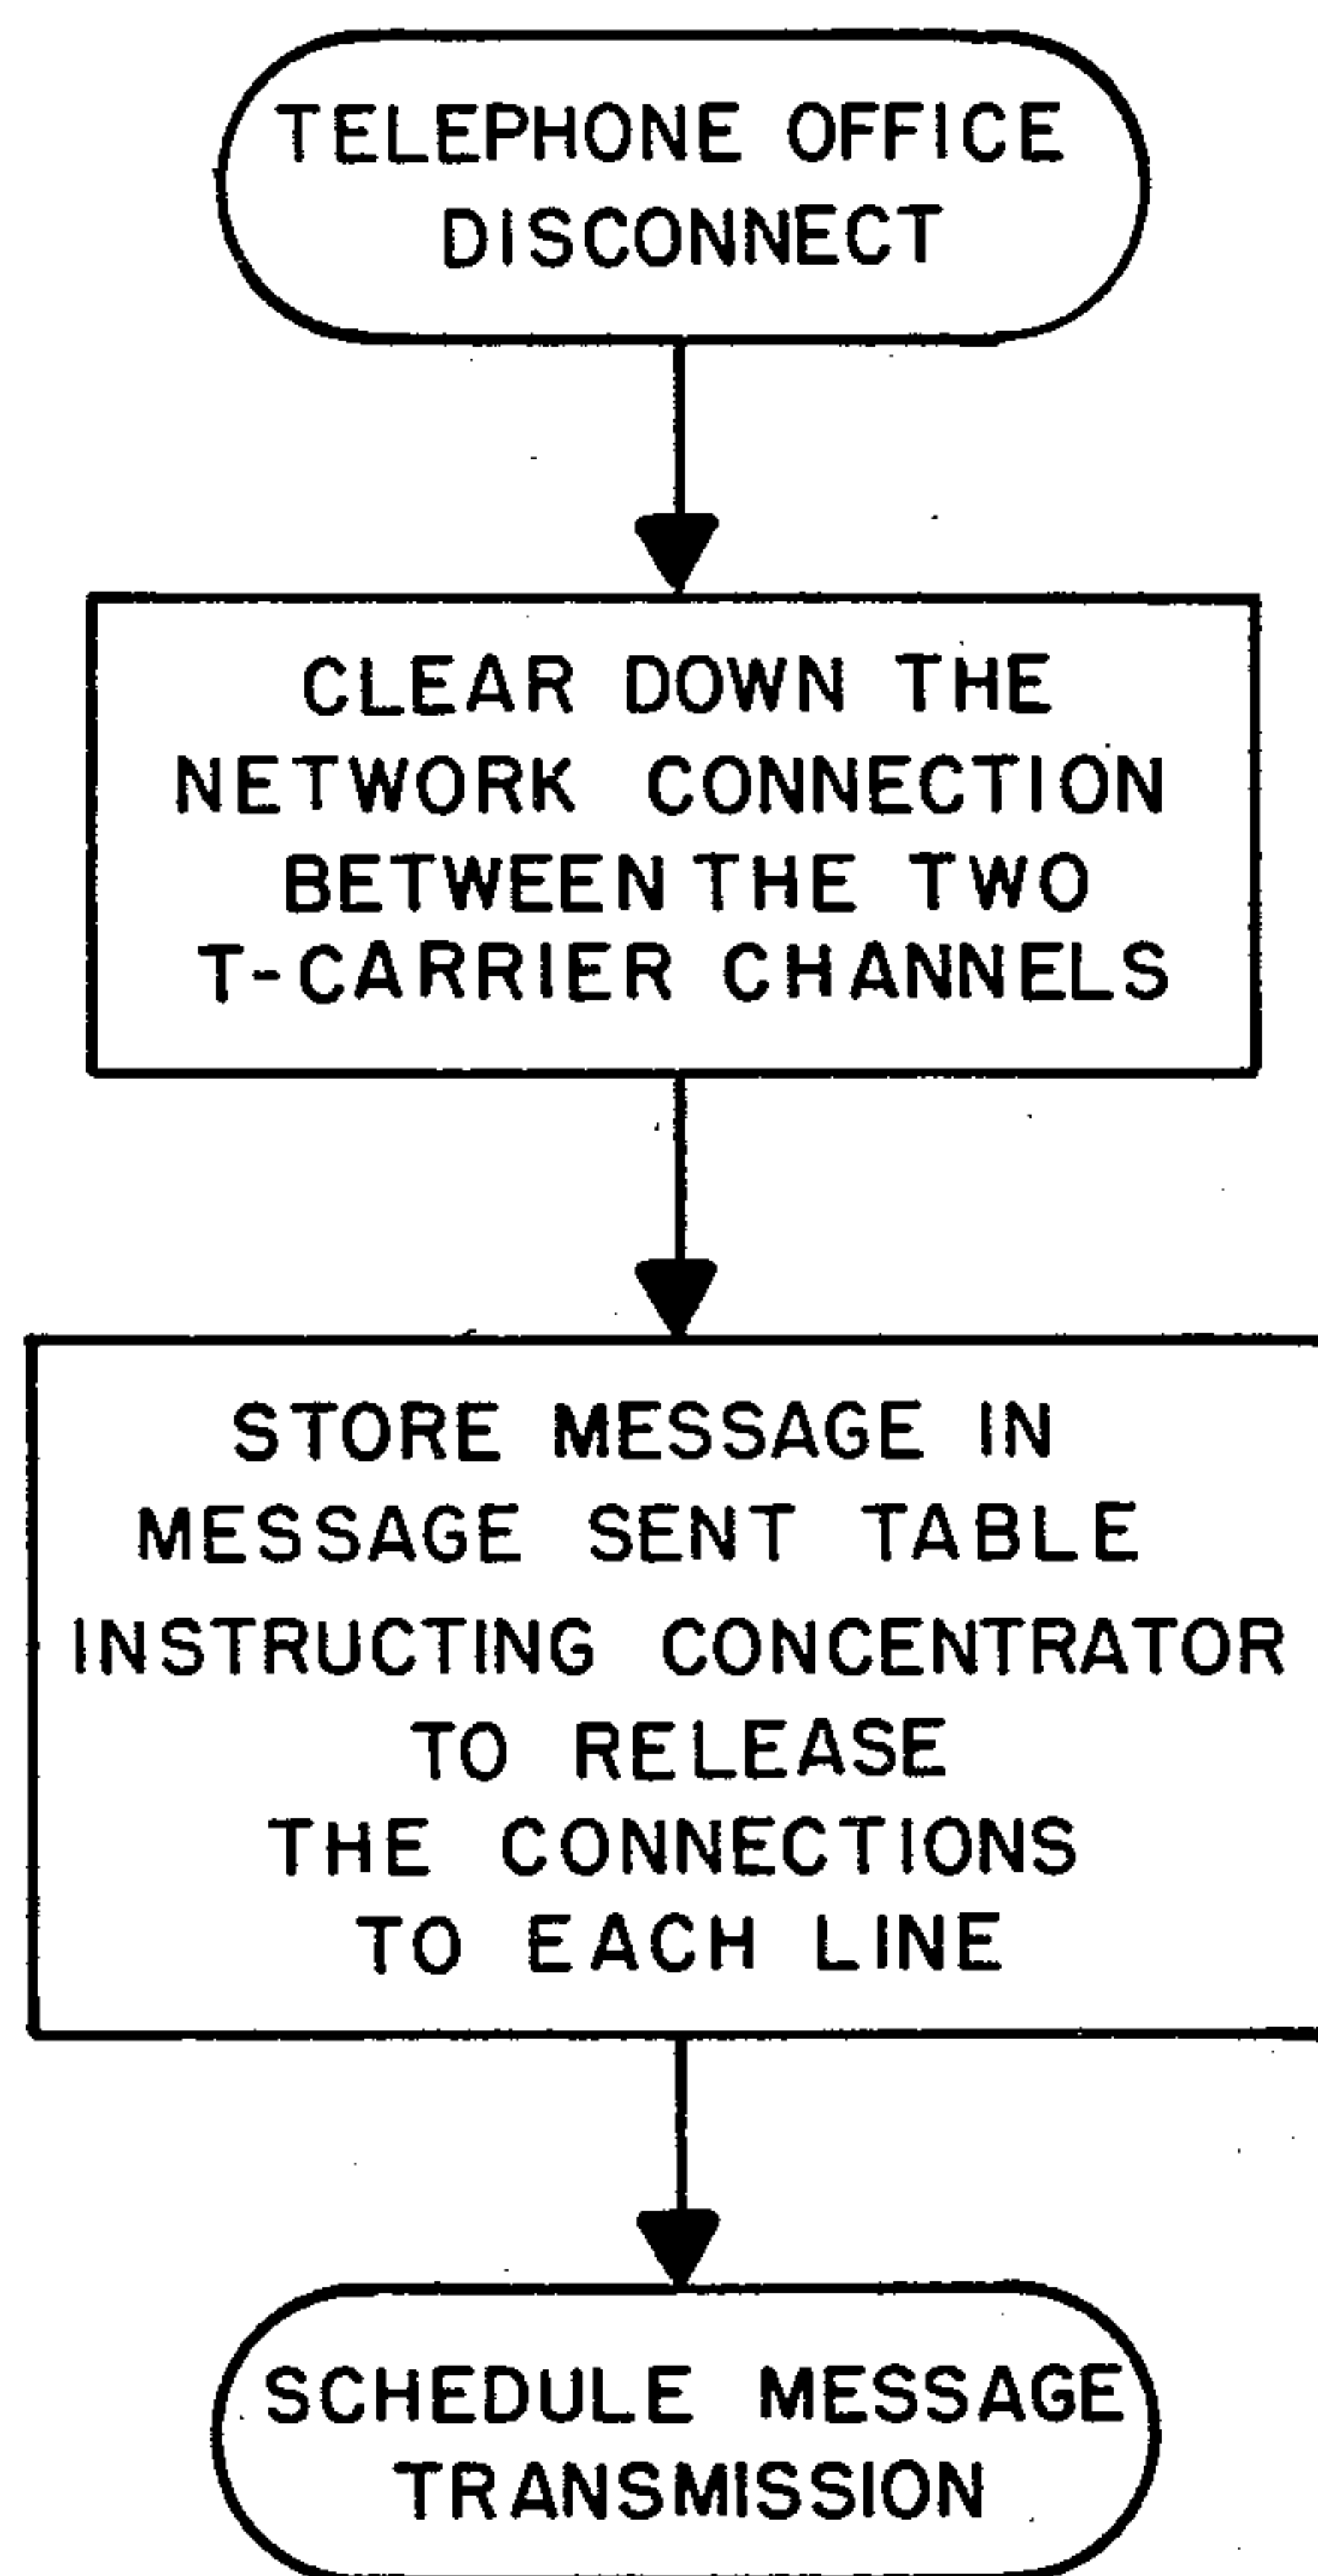 TELEPHONE OFFICE
DISCONNECT
CLEAR DOWN THE
NETWORK CONNECTION
BETWEEN THE TWO
T-CARRIER CHANNELS
STORE MESSAGE IN
MESSAGE SENT TABLE
INSTRUCTING CONCENTRATOR
TO RELEASE
THE CONNECTIONS
TO EACH LINE
SCHEDULE MESSAGE
TRANSMISSION